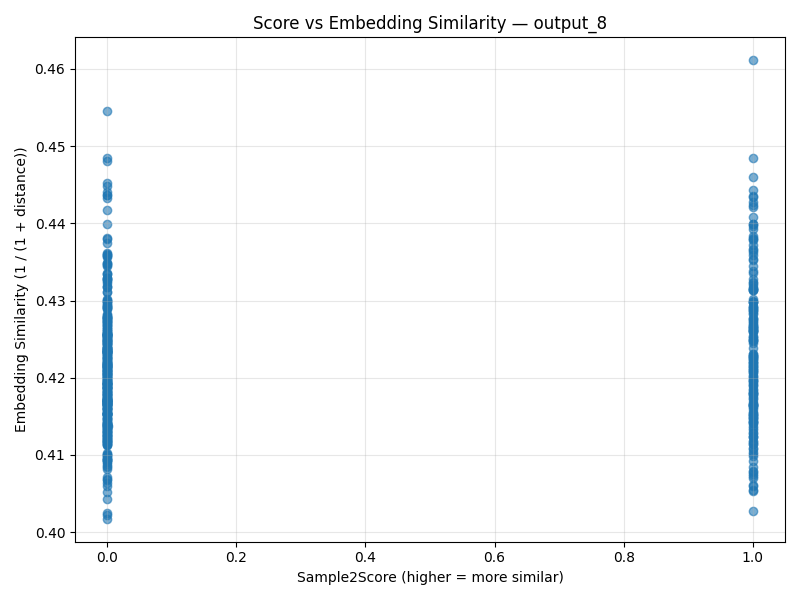 Score vs Embedding Similarity — output_8
Embedding Similarity (1 / (1 + distance))
0.46
0.45
0.44
0.43
0.42
0.41
0.40
0.0 0.2 0.4 0.6 0.8 1.0
Sample2Score (higher = more similar)